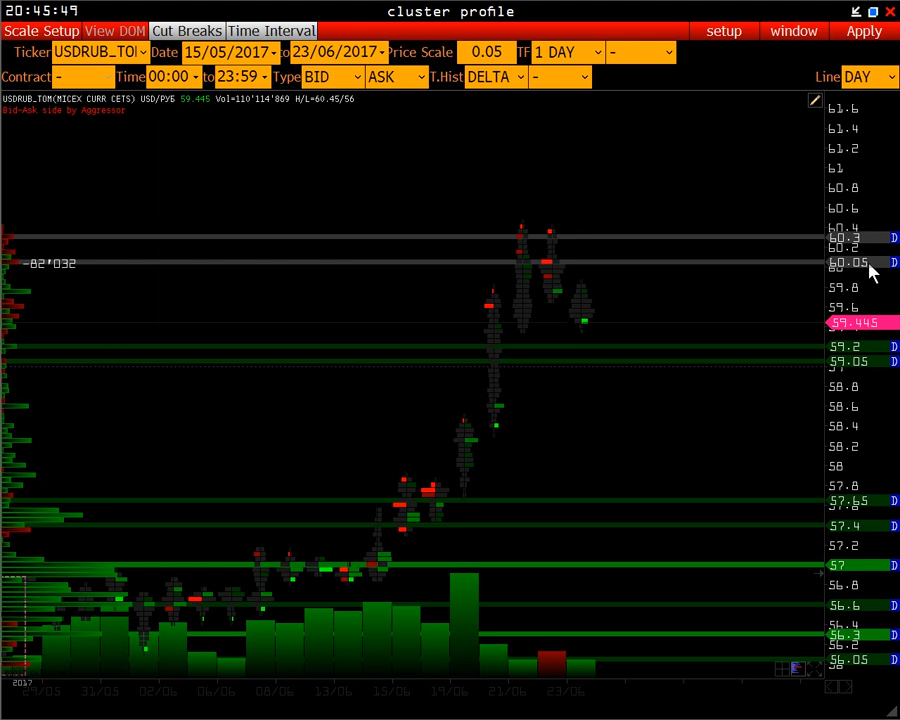 20:45:49 cluster profile
Scale Setup View DOM Cut Breaks Time Interval setup window Apply
Ticker USDRUB_TO Date 15/05/2017 to 23/06/2017 Price Scale 0.05 TF 1 DAY -
Contract - Time 00:00 to 23:59 Type BID ASK T.Hist DELTA - Line DAY
USDRUB_TOM(MICEX CURR CETS) USD/РУБ 59.445 Vol=110'114'869 H/L=60.45/56
Bid-Ask side by Aggressor
61.6
61.4
61.2
61
60.8
60.6
60.4
60.3 D
60.2
-82'032 60.05 D
59.8
59.6
59.445
59.2 D
59.05 D
58.8
58.6
58.4
58.2
58
57.8
57.65 D
57.4 D
57.2
57 D
56.8
56.6 D
56.4
56.3 D
56.2
56.05 D
2017
29/05 31/05 02/06 06/06 08/06 13/06 15/06 19/06 21/06 23/06